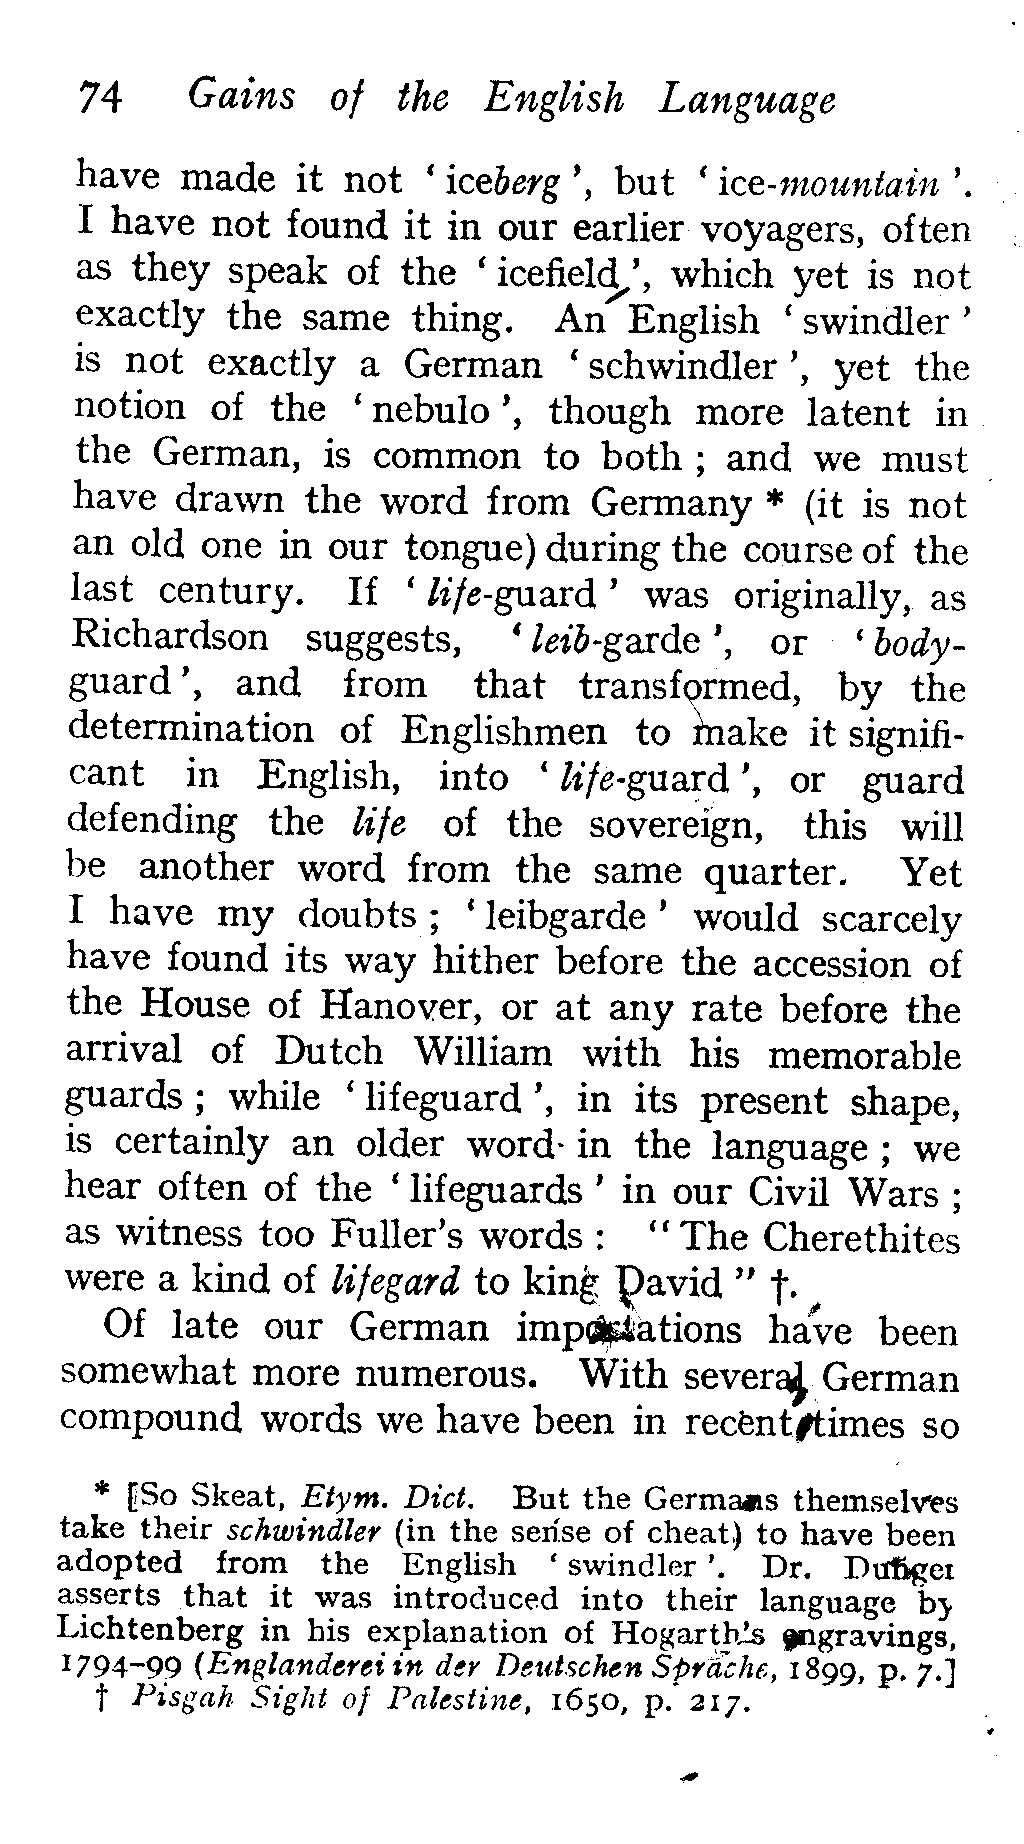 74 Gains of the English Language
have made it not ‘ iceberg ’, but ‘ ice-mountain ’.
I have not found it in our earlier voyagers, often
as they speak of the ‘ icefield ’, which yet is not
exactly the same thing. An English ‘ swindler ’
is not exactly a German ‘ schwindler ’, yet the
notion of the ‘ nebulo ’, though more latent in
the German, is common to both ; and we must
have drawn the word from Germany * (it is not
an old one in our tongue) during the course of the
last century. If ‘ life-guard ’ was originally, as
Richardson suggests, ‘ leib-garde ’, or ‘ body-
guard ’, and from that transformed, by the
determination of Englishmen to make it signifi-
cant in English, into ‘ life-guard ’, or guard
defending the life of the sovereign, this will
be another word from the same quarter. Yet
I have my doubts ; ‘ leibgarde ’ would scarcely
have found its way hither before the accession of
the House of Hanover, or at any rate before the
arrival of Dutch William with his memorable
guards ; while ‘ lifeguard ’, in its present shape,
is certainly an older word in the language ; we
hear often of the ‘ lifeguards ’ in our Civil Wars ;
as witness too Fuller’s words : “ The Cherethites
were a kind of lifegard to king David ” †.
Of late our German importations have been
somewhat more numerous. With several German
compound words we have been in recent times so
* [So Skeat, Etym. Dict. But the Germans themselves
take their schwindler (in the sense of cheat) to have been
adopted from the English ‘ swindler ’. Dr. Dunger
asserts that it was introduced into their language by
Lichtenberg in his explanation of Hogarth’s engravings,
1794-99 (Englanderei in der Deutschen Sprache, 1899, p. 7.]
† Pisgah Sight of Palestine, 1650, p. 217.